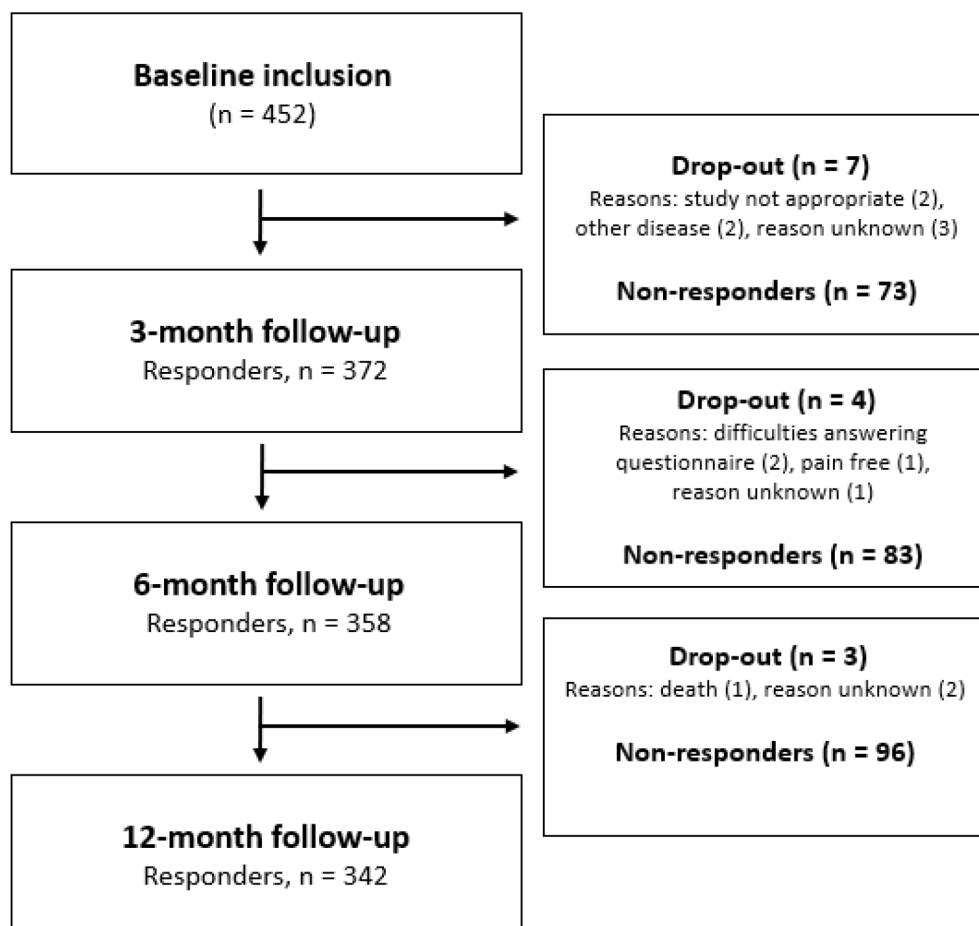 Baseline inclusion
(n = 452)
Drop-out (n = 7)
Reasons: study not appropriate (2),
other disease (2), reason unknown (3)
Non-responders (n = 73)
3-month follow-up
Responders, n = 372
Drop-out (n = 4)
Reasons: difficulties answering
questionnaire (2), pain free (1),
reason unknown (1)
Non-responders (n = 83)
6-month follow-up
Responders, n = 358
Drop-out (n = 3)
Reasons: death (1), reason unknown (2)
Non-responders (n = 96)
12-month follow-up
Responders, n = 342